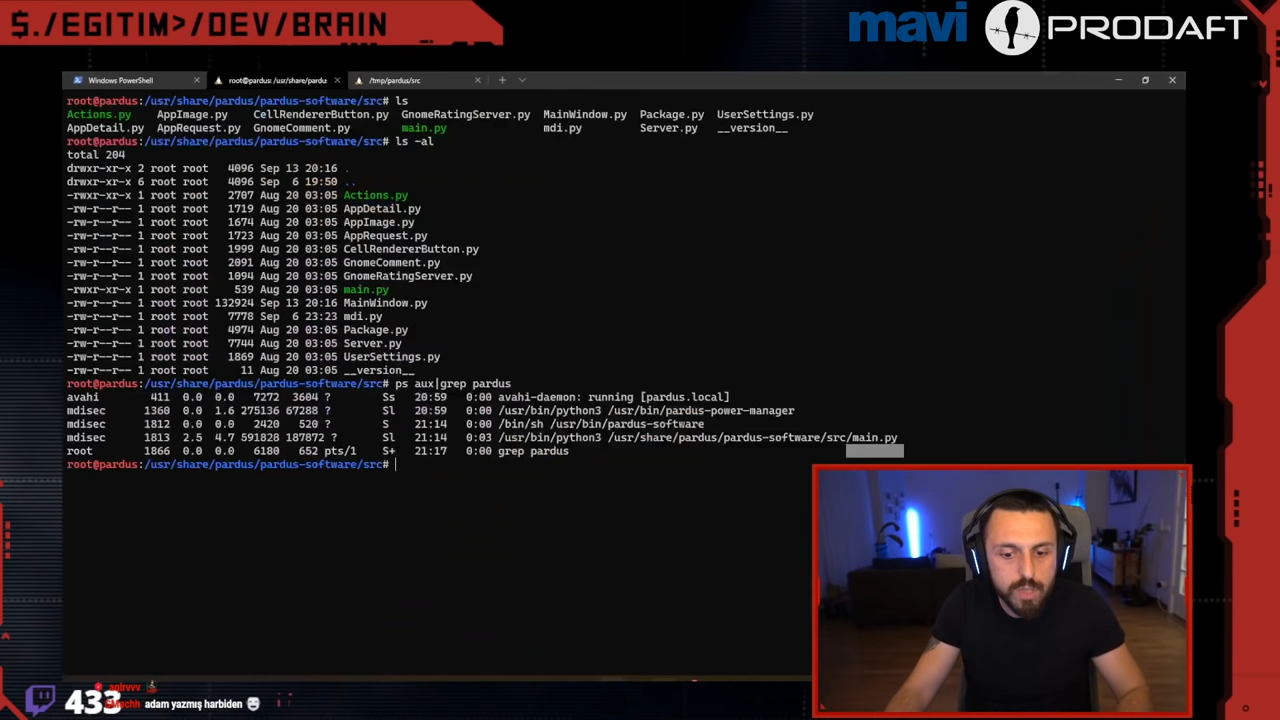 $./EGITIM>/DEV/BRAIN
mavi PRODAFT
Windows PowerShell
root@pardus: /usr/share/pardu
/tmp/pardus/src
root@pardus:/usr/share/pardus/pardus-software/src# ls
Actions.py AppImage.py CellRendererButton.py GnomeRatingServer.py MainWindow.py Package.py UserSettings.py
AppDetail.py AppRequest.py GnomeComment.py main.py mdi.py Server.py __version__
root@pardus:/usr/share/pardus/pardus-software/src# ls -al
total 204
drwxr-xr-x 2 root root 4096 Sep 13 20:16 .
drwxr-xr-x 6 root root 4096 Sep 6 19:50 ..
-rwxr-xr-x 1 root root 2707 Aug 20 03:05 Actions.py
-rw-r--r-- 1 root root 1719 Aug 20 03:05 AppDetail.py
-rw-r--r-- 1 root root 1674 Aug 20 03:05 AppImage.py
-rw-r--r-- 1 root root 1723 Aug 20 03:05 AppRequest.py
-rw-r--r-- 1 root root 1999 Aug 20 03:05 CellRendererButton.py
-rw-r--r-- 1 root root 2091 Aug 20 03:05 GnomeComment.py
-rw-r--r-- 1 root root 1094 Aug 20 03:05 GnomeRatingServer.py
-rwxr-xr-x 1 root root 539 Aug 20 03:05 main.py
-rw-r--r-- 1 root root 132924 Sep 13 20:16 MainWindow.py
-rw-r--r-- 1 root root 7778 Sep 6 23:23 mdi.py
-rw-r--r-- 1 root root 4974 Aug 20 03:05 Package.py
-rw-r--r-- 1 root root 7744 Aug 20 03:05 Server.py
-rw-r--r-- 1 root root 1869 Aug 20 03:05 UserSettings.py
-rw-r--r-- 1 root root 11 Aug 20 03:05 __version__
root@pardus:/usr/share/pardus/pardus-software/src# ps aux|grep pardus
avahi 411 0.0 0.0 7272 3604 ? Ss 20:59 0:00 avahi-daemon: running [pardus.local]
mdisec 1360 0.0 1.6 275136 67288 ? Sl 20:59 0:00 /usr/bin/python3 /usr/bin/pardus-power-manager
mdisec 1812 0.0 0.0 2420 520 ? S 21:14 0:00 /bin/sh /usr/bin/pardus-software
mdisec 1813 2.5 4.7 591828 187872 ? Sl 21:14 0:03 /usr/bin/python3 /usr/share/pardus/pardus-software/src/main.py
root 1866 0.0 0.0 6180 652 pts/1 S+ 21:17 0:00 grep pardus
root@pardus:/usr/share/pardus/pardus-software/src#
433
adam yazmış harbiden